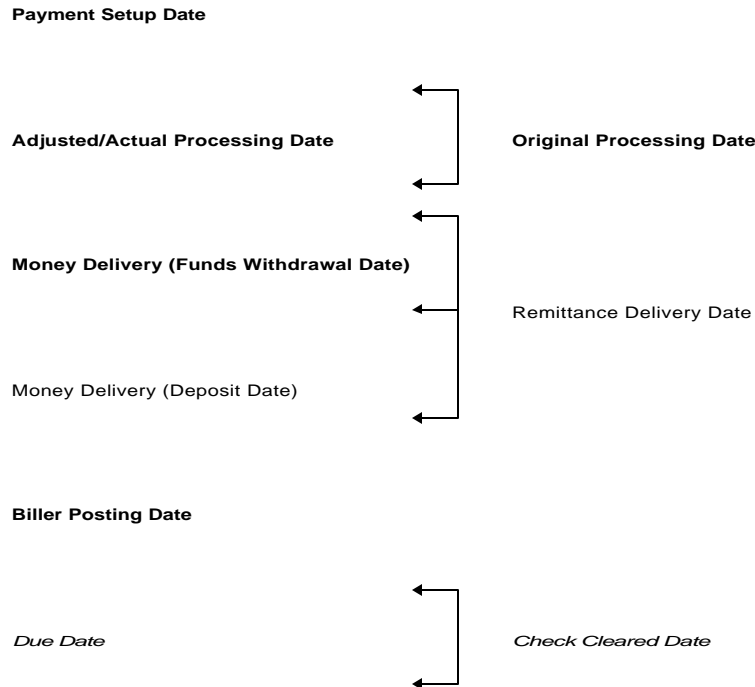 Payment Setup Date
Adjusted/Actual Processing Date
Original Processing Date
Money Delivery (Funds Withdrawal Date)
Remittance Delivery Date
Money Delivery (Deposit Date)
Biller Posting Date
Due Date
Check Cleared Date